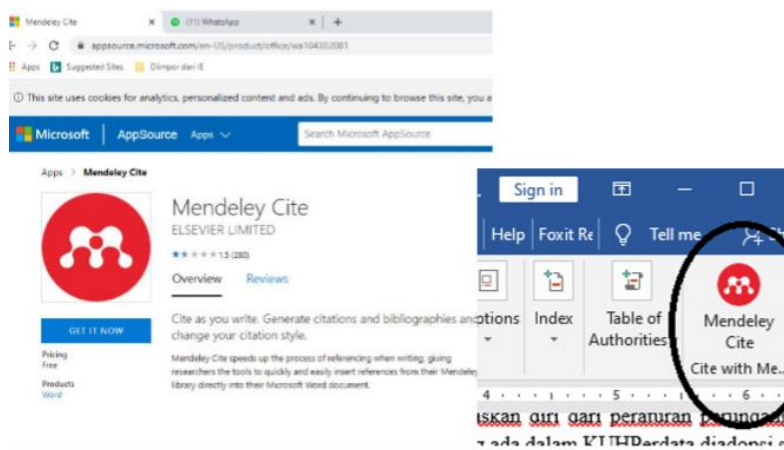 Mendeley Cite
(11) WhatsApp
appsource.microsoft.com/en-US/product/office/wa104382081
Apps Suggested Sites Diimpor dari IE
This site uses cookies for analytics, personalized content and ads. By continuing to browse this site, you a
Microsoft AppSource Apps Search Microsoft AppSource
Apps > Mendeley Cite
Mendeley Cite
ELSEVIER LIMITED
1.5 (280)
Overview Reviews
GET IT NOW
Pricing
Free
Products
Word
Cite as you write. Generate citations and bibliographies and
change your citation style.
Mendeley Cite speeds up the process of referencing when writing, giving
researchers the tools to quickly and easily insert references from their Mendeley
library directly into their Microsoft Word document.
Sign in
Help Foxit Re Tell me Sh
ptions Index Table of Authorities Mendeley Cite
Cite with Me..
4 5 6
askan diri dari peraturan
ada dalam KUHPerdata diadopsi s